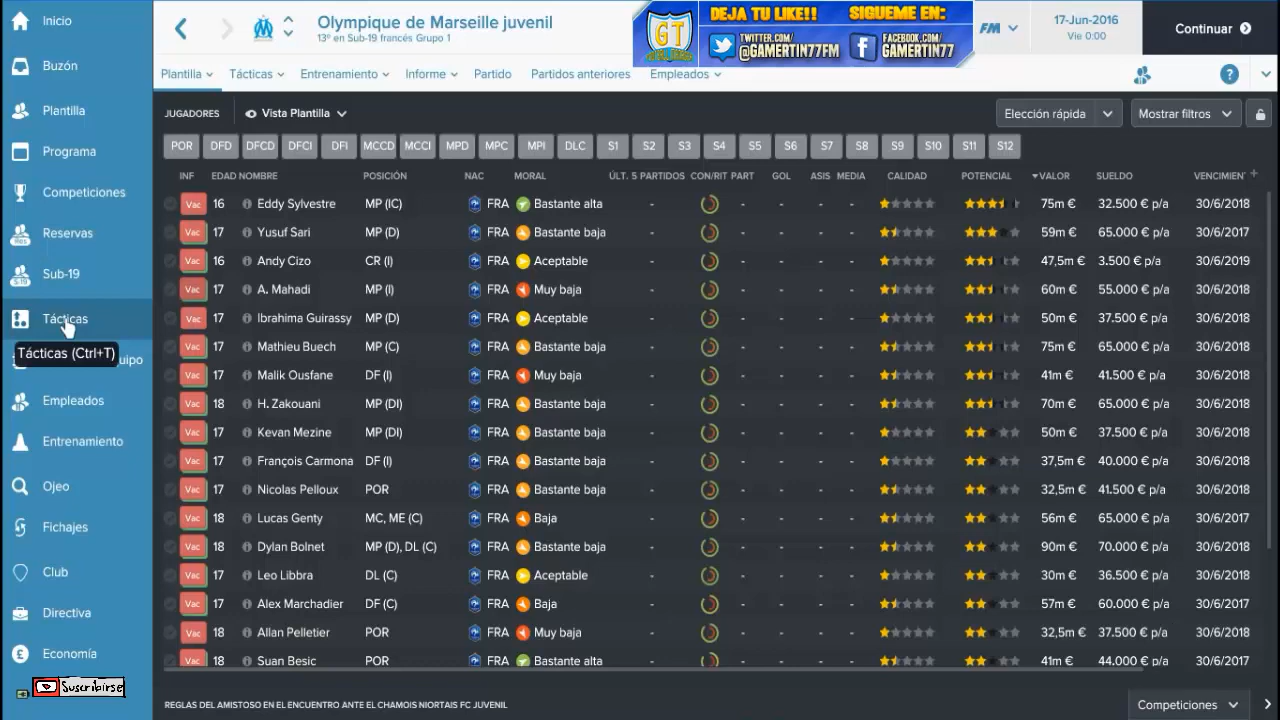 Inicio
Buzón
Plantilla
Programa
Competiciones
Reservas
Sub-19
Tácticas
Tácticas (Ctrl+T)
uipo
Empleados
Entrenamiento
Ojeo
Fichajes
Club
Directiva
Economía
Suscribirse
Olympique de Marseille juvenil
13º en Sub-19 francés Grupo 1
GT
DEJA TU LIKE!! SIGUEME EN:
TWITTER.COM/ @GAMERTIN77FM
FACEBOOK.COM/ GAMERTIN77
FM
17-Jun-2016
Vie 0:00
Continuar
Plantilla Tácticas Entrenamiento Informe Partido Partidos anteriores Empleados
JUGADORES Vista Plantilla Elección rápida Mostrar filtros
POR DFD DFCD DFCI DFI MCCD MCCI MPD MPC MPI DLC S1 S2 S3 S4 S5 S6 S7 S8 S9 S10 S11 S12
INF EDAD NOMBRE POSICIÓN NAC MORAL ÚLT. 5 PARTIDOS CON/RIT PART GOL ASIS MEDIA CALIDAD POTENCIAL VALOR SUELDO VENCIMIEN
Vac 16 Eddy Sylvestre MP (IC) FRA Bastante alta - - - - - 75m € 32.500 € p/a 30/6/2018
Vac 17 Yusuf Sari MP (D) FRA Bastante baja - - - - - 59m € 65.000 € p/a 30/6/2017
Vac 16 Andy Cizo CR (I) FRA Aceptable - - - - - 47,5m € 3.500 € p/a 30/6/2019
Vac 17 A. Mahadi MP (I) FRA Muy baja - - - - - 60m € 55.000 € p/a 30/6/2018
Vac 17 Ibrahima Guirassy MP (D) FRA Aceptable - - - - - 50m € 37.500 € p/a 30/6/2018
Vac 17 Mathieu Buech MP (C) FRA Bastante baja - - - - - 75m € 65.000 € p/a 30/6/2018
Vac 17 Malik Ousfane DF (I) FRA Muy baja - - - - - 41m € 41.500 € p/a 30/6/2018
Vac 18 H. Zakouani MP (DI) FRA Bastante baja - - - - - 70m € 65.000 € p/a 30/6/2018
Vac 17 Kevan Mezine MP (DI) FRA Bastante baja - - - - - 50m € 37.500 € p/a 30/6/2018
Vac 17 François Carmona DF (I) FRA Bastante baja - - - - - 37,5m € 40.000 € p/a 30/6/2018
Vac 17 Nicolas Pelloux POR FRA Bastante baja - - - - - 32,5m € 41.500 € p/a 30/6/2018
Vac 18 Lucas Genty MC, ME (C) FRA Baja - - - - - 56m € 65.000 € p/a 30/6/2017
Vac 18 Dylan Bolnet MP (D), DL (C) FRA Bastante baja - - - - - 90m € 70.000 € p/a 30/6/2018
Vac 17 Leo Libbra DL (C) FRA Aceptable - - - - - 30m € 36.500 € p/a 30/6/2018
Vac 17 Alex Marchadier DF (C) FRA Baja - - - - - 57m € 60.000 € p/a 30/6/2017
Vac 18 Allan Pelletier POR FRA Muy baja - - - - - 32,5m € 37.500 € p/a 30/6/2018
Vac 18 Suan Besic POR FRA Bastante alta - - - - - 41m € 44.000 € p/a 30/6/2017
REGLAS DEL AMISTOSO EN EL ENCUENTRO ANTE EL CHAMOIS NIORTAIS FC JUVENIL
Competiciones